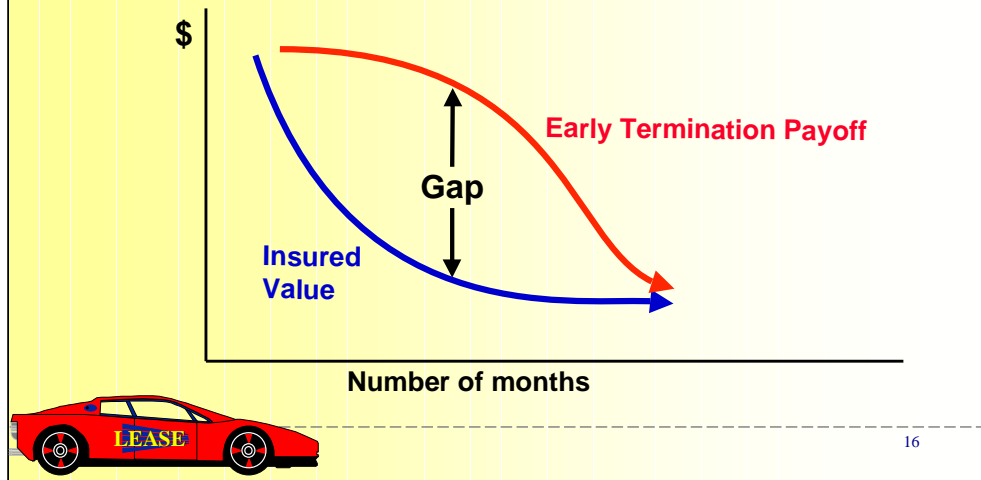 $
Early Termination Payoff
Gap
Insured
Value
Number of months
LEASE
16